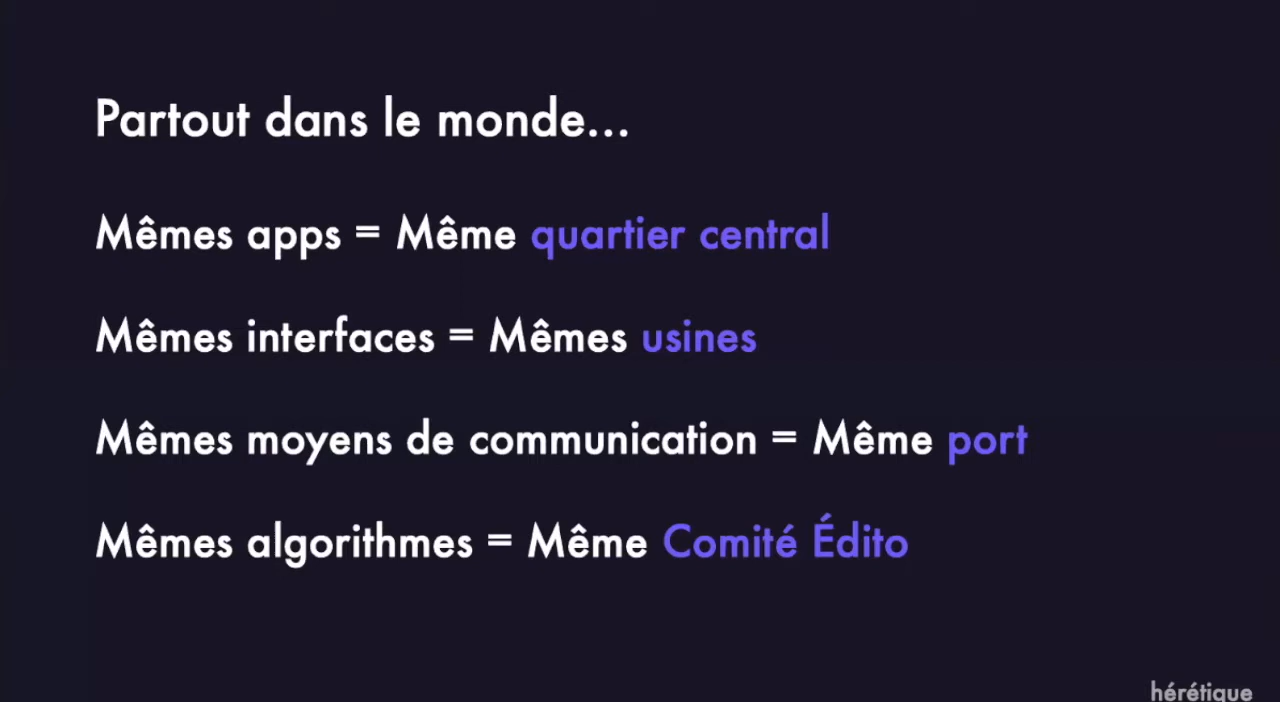 Partout dans le monde...
Mêmes apps = Même quartier central
Mêmes interfaces = Mêmes usines
Mêmes moyens de communication = Même port
Mêmes algorithmes = Même Comité Édito
hérétique